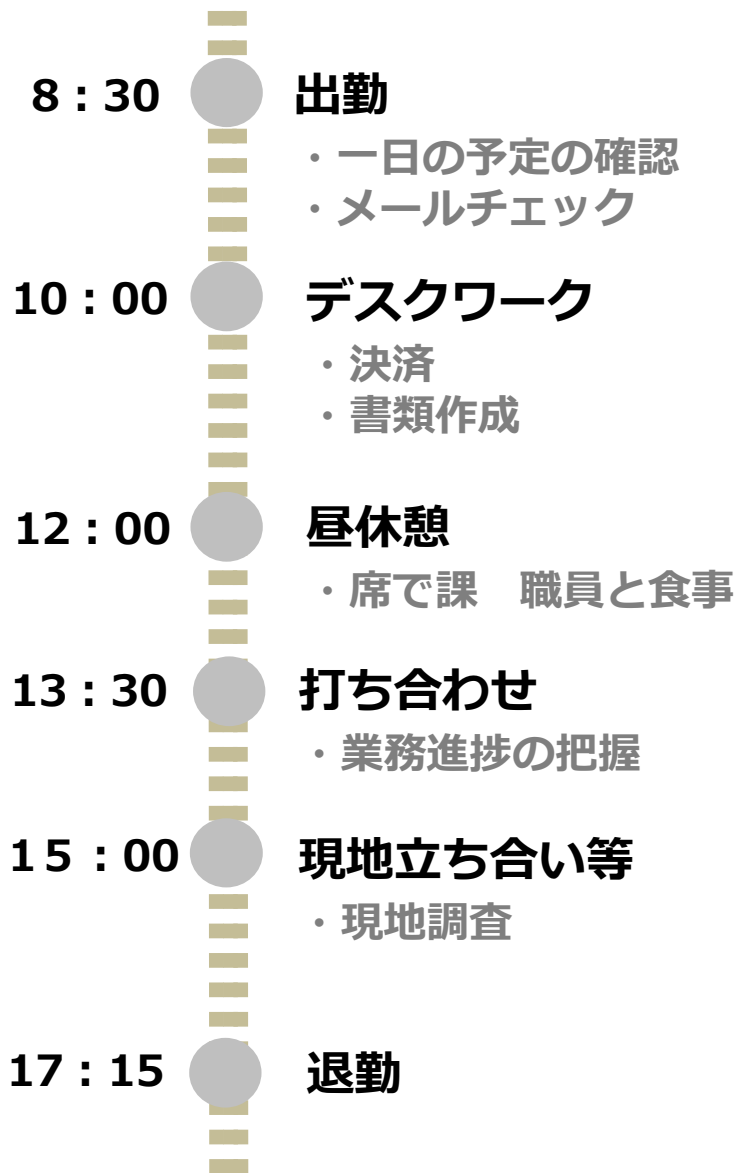 8：30 出勤
・一日の予定の確認
・メールチェック
10：00 デスクワーク
・決済
・書類作成
12：00 昼休憩
・席で課　職員と食事
13：30 打ち合わせ
・業務進捗の把握
15：00 現地立ち合い等
・現地調査
17：15 退勤